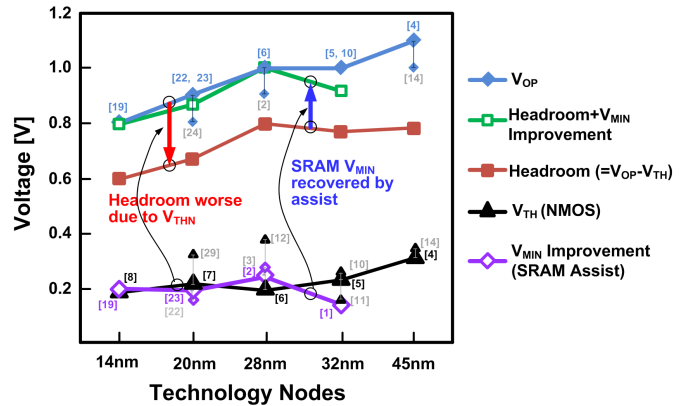 1.2
1.0
0.8
0.6
0.4
0.2
Voltage [V]
[4]
[6]
[5, 10]
[22, 23]
[19]
[14]
[2]
[24]
Headroom worse
due to VTHN
SRAM VMIN
recovered by
assist
[12]
[29]
[3]
[2]
[14]
[4]
[10]
[5]
[8]
[7]
[6]
[11]
[19]
[23]
[22]
[1]
14nm
20nm
28nm
32nm
45nm
Technology Nodes
VOP
Headroom+VMIN
Improvement
Headroom (=VOP-VTH)
VTH (NMOS)
VMIN Improvement
(SRAM Assist)